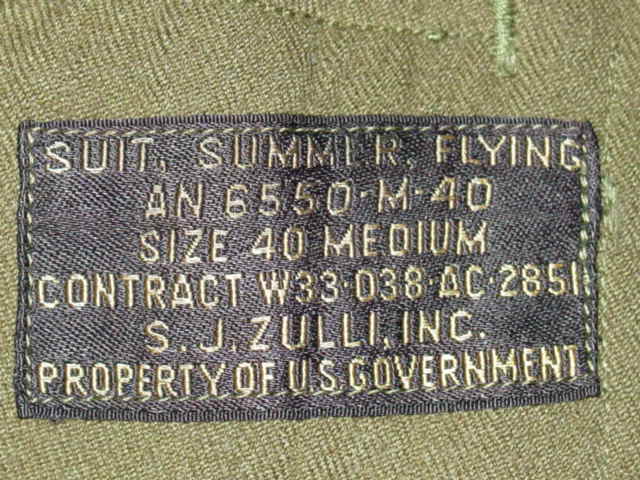 SUIT, SUMMER, FLYING
AN 6550-M-40
SIZE 40 MEDIUM
CONTRACT W33-038-AC-2851
S. J. ZULLI, INC.
PROPERTY OF U.S. GOVERNMENT